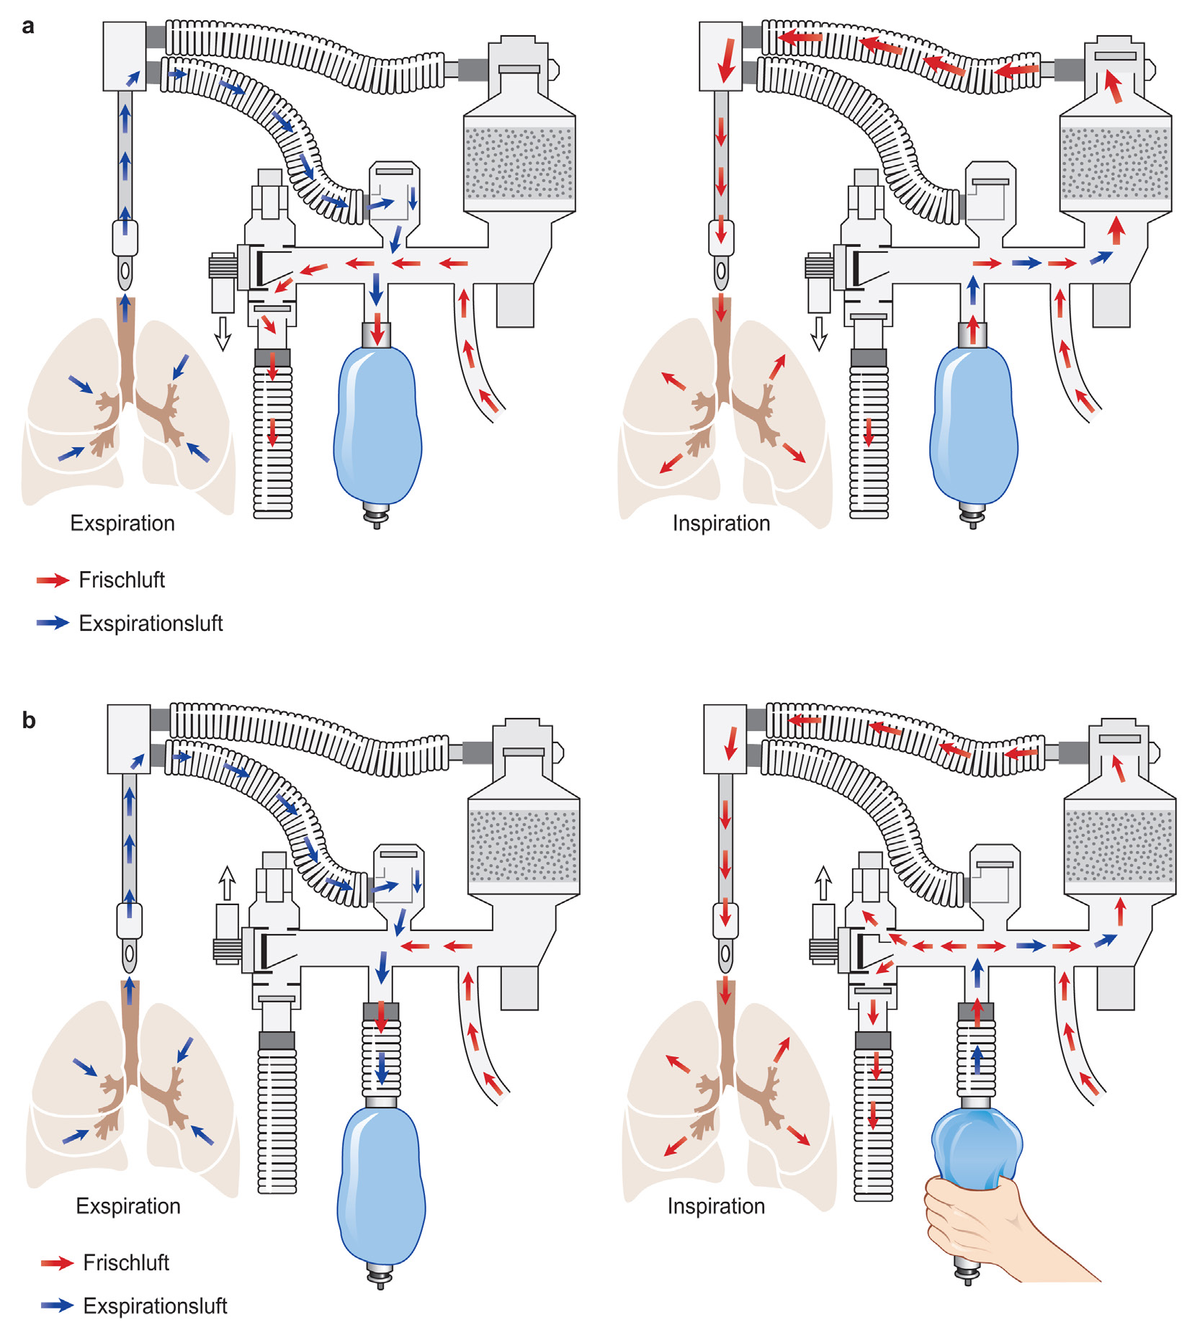 a
Exspiration
Inspiration
Frischluft
Exspirationsluft
b
Exspiration
Inspiration
Frischluft
Exspirationsluft